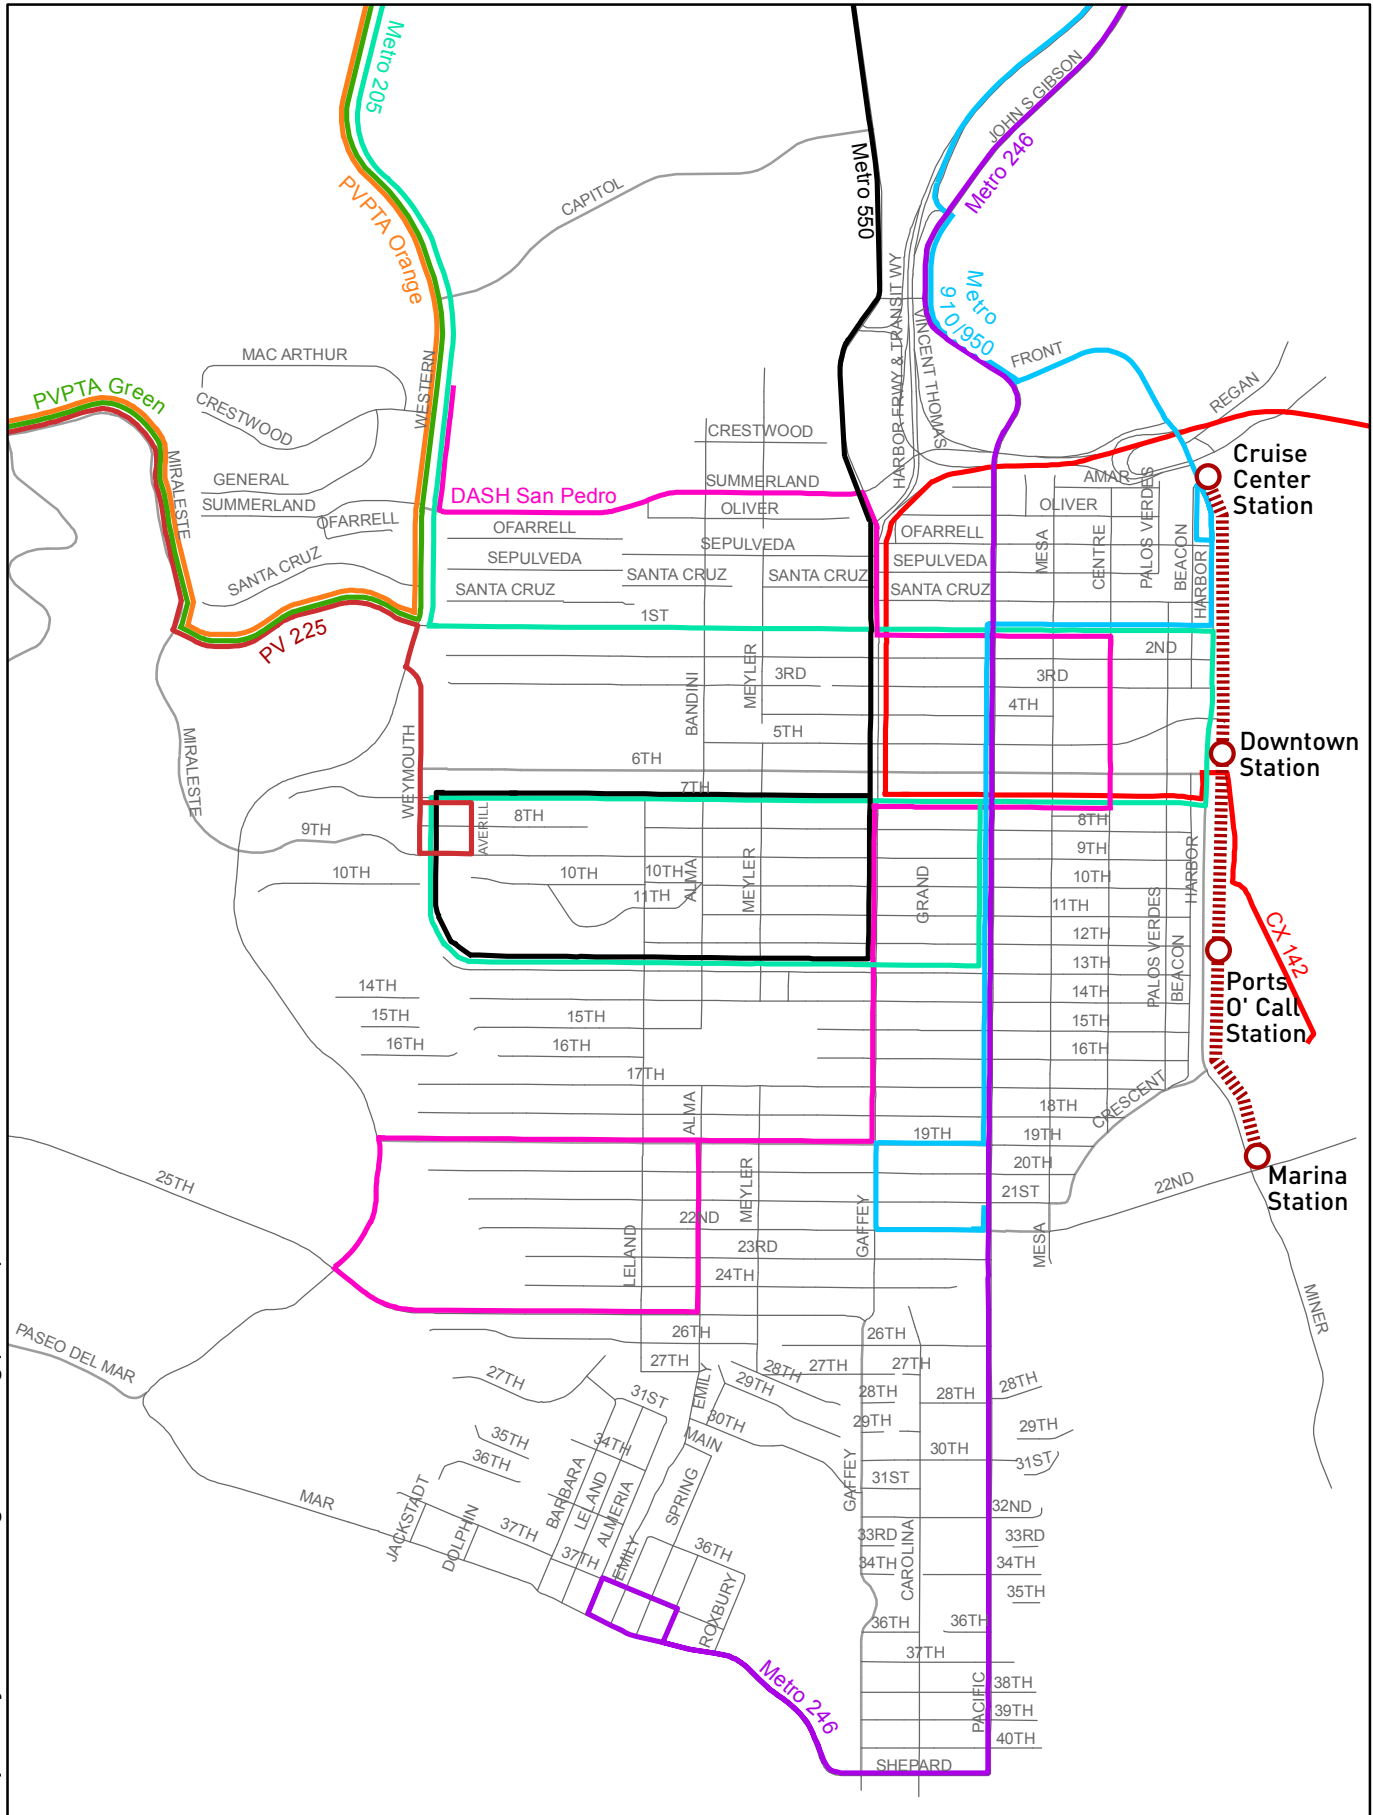 Metro 205
JOHN S GIBSON
Metro 550
Metro 246
PVPTA Orange
CAPITOL
HARBOR FRWY & TRANSIT WY
Metro
910/950
VINCENT THOMAS
FRONT
MAC ARTHUR
WESTERN
REGAN
PVPTA Green
CRESTWOOD
CRESTWOOD
Cruise
Center
Station
MIRALESTE
GENERAL
SUMMERLAND
AMAR
DASH San Pedro
SUMMERLAND
OLIVER
OLIVER
PALOS VERDES
OFARRELL
OFARRELL
OFARRELL
MESA
CENTRE
BEACON
HARBOR
SEPULVEDA
SEPULVEDA
SEPULVEDA
SANTA CRUZ
SANTA CRUZ
SANTA CRUZ
SANTA CRUZ
SANTA CRUZ
1ST
PV 225
2ND
MEYLER
3RD
3RD
BANDINI
4TH
5TH
MIRALESTE
WEYMOUTH
6TH
Downtown
Station
7TH
AVERILL
8TH
8TH
9TH
9TH
HARBOR
10TH
10TH
10TH
10TH
ALMA
MEYLER
GRAND
11TH
11TH
PALOS VERDES
12TH
CX 142
13TH
BEACON
14TH
14TH
Ports
O' Call
Station
15TH
15TH
15TH
16TH
16TH
16TH
17TH
ALMA
18TH
CRESCENT
19TH
19TH
20TH
25TH
MEYLER
21ST
22ND
Marina
Station
22ND
GAFFEY
LELAND
23RD
MESA
24TH
MINER
PASEO DEL MAR
26TH
26TH
27TH
27TH
27TH
27TH
28TH
29TH
EMILY
31ST
28TH
28TH
28TH
30TH
29TH
29TH
35TH
34TH
MAIN
30TH
31ST
36TH
31ST
GAFFEY
MAR
JACKSTADT
DOLPHIN
BARBARA
LELAND
ALMERIA
SPRING
32ND
37TH
37TH
EMILY
36TH
33RD
33RD
34TH
34TH
CAROLINA
35TH
ROXBURY
36TH
36TH
37TH
Metro 246
PACIFIC
38TH
39TH
40TH
SHEPARD